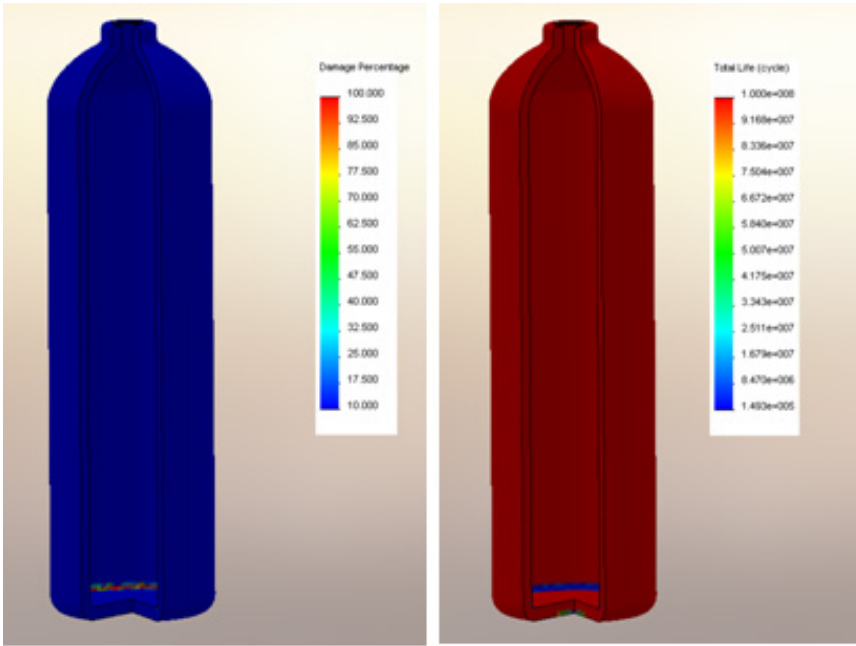 Damage Percentage
100.000
92.500
85.000
77.500
70.000
62.500
55.000
47.500
40.000
32.500
25.000
17.500
10.000
Total Life (cycle)
1.000e+008
9.168e+007
8.336e+007
7.504e+007
6.672e+007
5.840e+007
5.007e+007
4.175e+007
3.343e+007
2.511e+007
1.679e+007
8.470e+006
1.493e+005